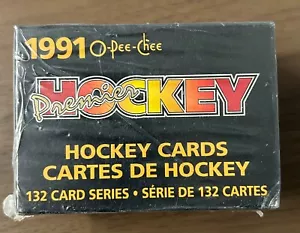 1991 O-Pee-Chee
Premier HOCKEY
HOCKEY CARDS
CARTES DE HOCKEY
132 CARD SERIES • SÉRIE DE 132 CARTES